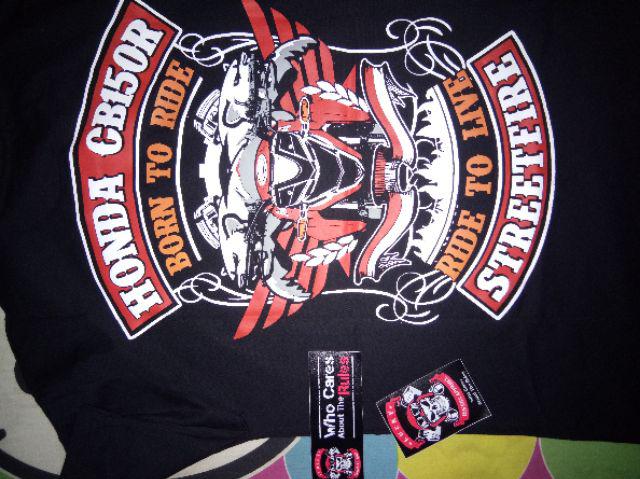 HONDA CB150R
BORN TO RIDE
RIDE TO LIVE
STREETFIRE
Who Cares
About The Rules